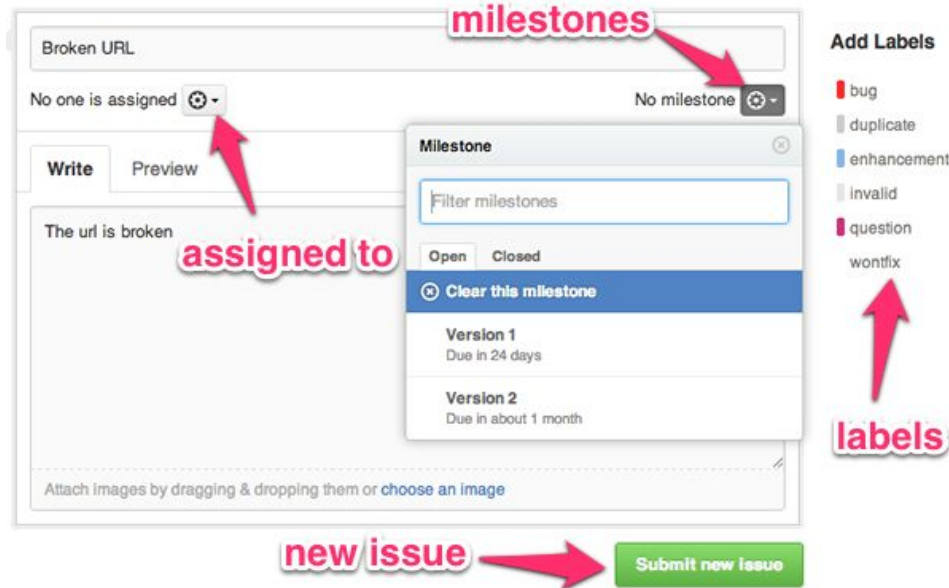 milestones
Broken URL
Add Labels
No one is assigned
No milestone
bug
duplicate
enhancement
invalid
question
wontfix
Milestone
Write Preview
Filter milestones
The url is broken
assigned to
Open Closed
Clear this milestone
Version 1
Due in 24 days
Version 2
Due in about 1 month
labels
Attach images by dragging & dropping them or choose an image
new issue
Submit new issue